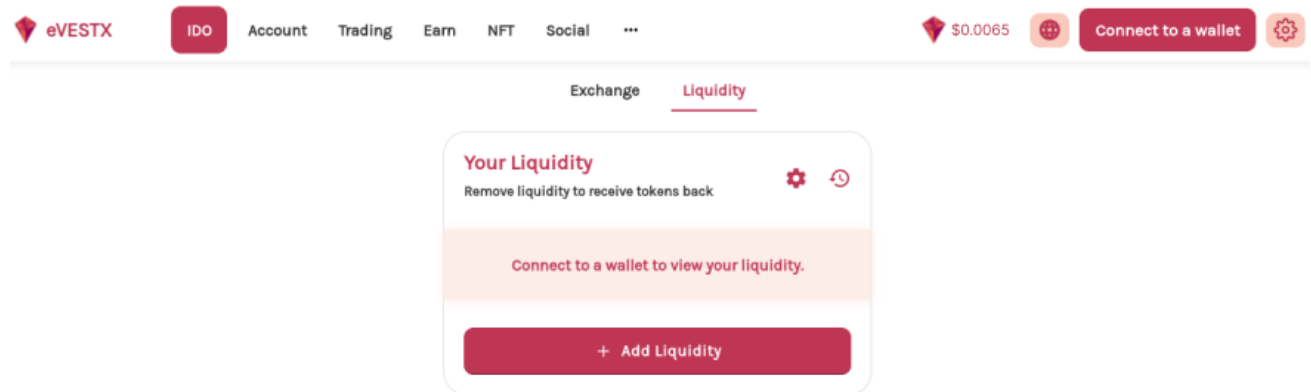 eVESTX IDO Account Trading Earn NFT Social ••• $0.0065 Connect to a wallet
Exchange Liquidity
Your Liquidity
Remove liquidity to receive tokens back
Connect to a wallet to view your liquidity.
+ Add Liquidity